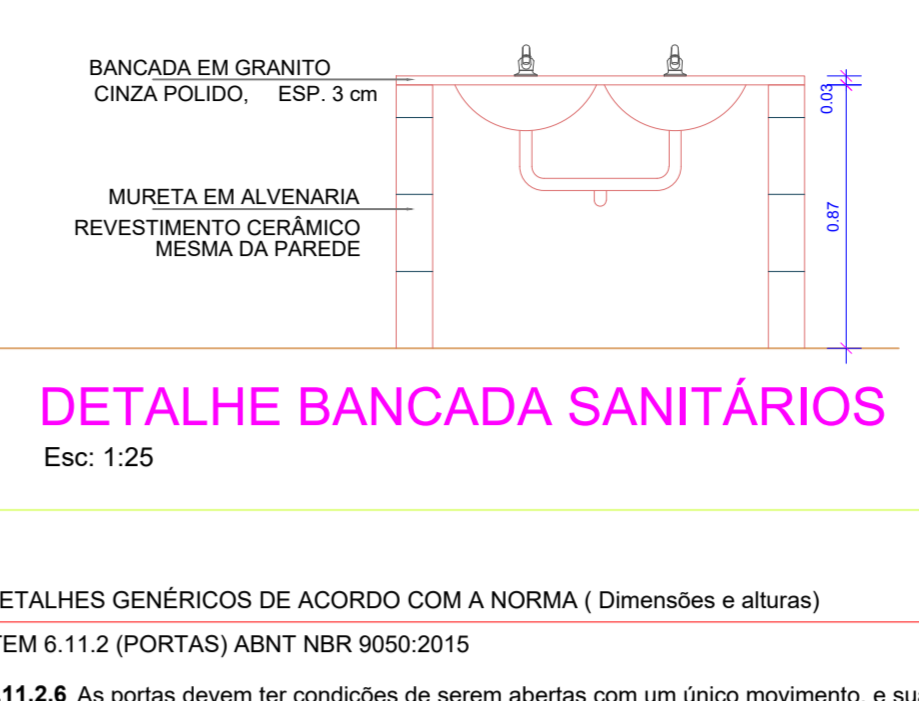 BANCADA EM GRANITO
CINZA POLIDO, ESP. 3 cm
0.03
MURETA EM ALVENARIA
REVESTIMENTO CERÂMICO
MESMA DA PAREDE
0.87
DETALHE BANCADA SANITÁRIOS
Esc: 1:25
ETALHES GENÉRICOS DE ACORDO COM A NORMA ( Dimensões e alturas)
TEM 6.11.2 (PORTAS) ABNT NBR 9050:2015
.11.2.6 As portas devem ter condições de serem abertas com um único movimento, e sua